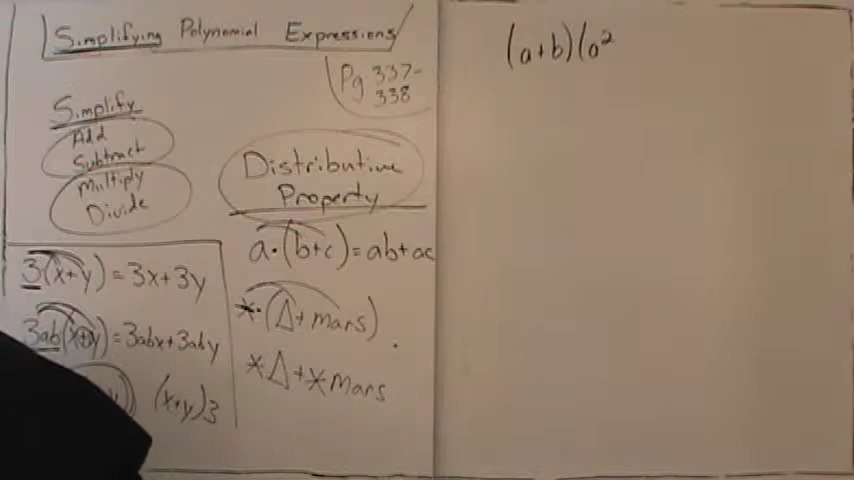 Simplifying Polynomial Expressions
Pg 337-
338
Simplify
Add
Subtract
Multiply
Divide
Distributive
Property
a·(b+c)=ab+ac
*·(Δ+mars)
*Δ+*mars
3(x+y)=3x+3y
3ab(x+y)=3abx+3aby
y) (x+y)3
(a+b)(a²